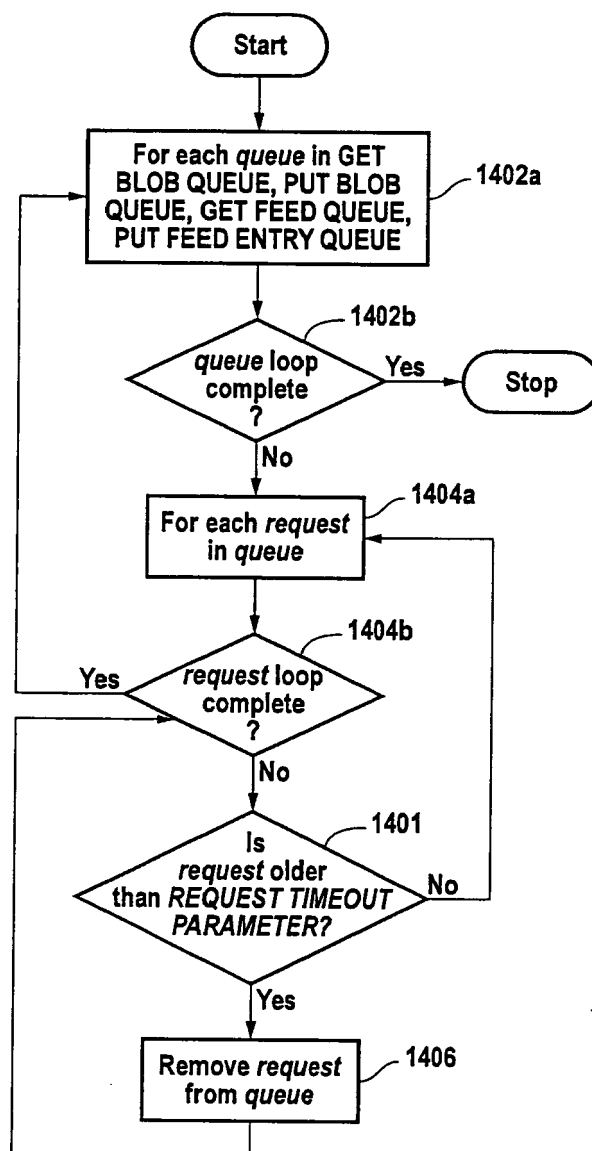 Start
For each queue in GET
BLOB QUEUE, PUT BLOB
QUEUE, GET FEED QUEUE,
PUT FEED ENTRY QUEUE
1402a
1402b
queue loop
complete
?
Yes
Stop
No
1404a
For each request
in queue
1404b
Yes
request loop
complete
?
No
1401
Is
request older
than REQUEST TIMEOUT
PARAMETER?
No
Yes
1406
Remove request
from queue